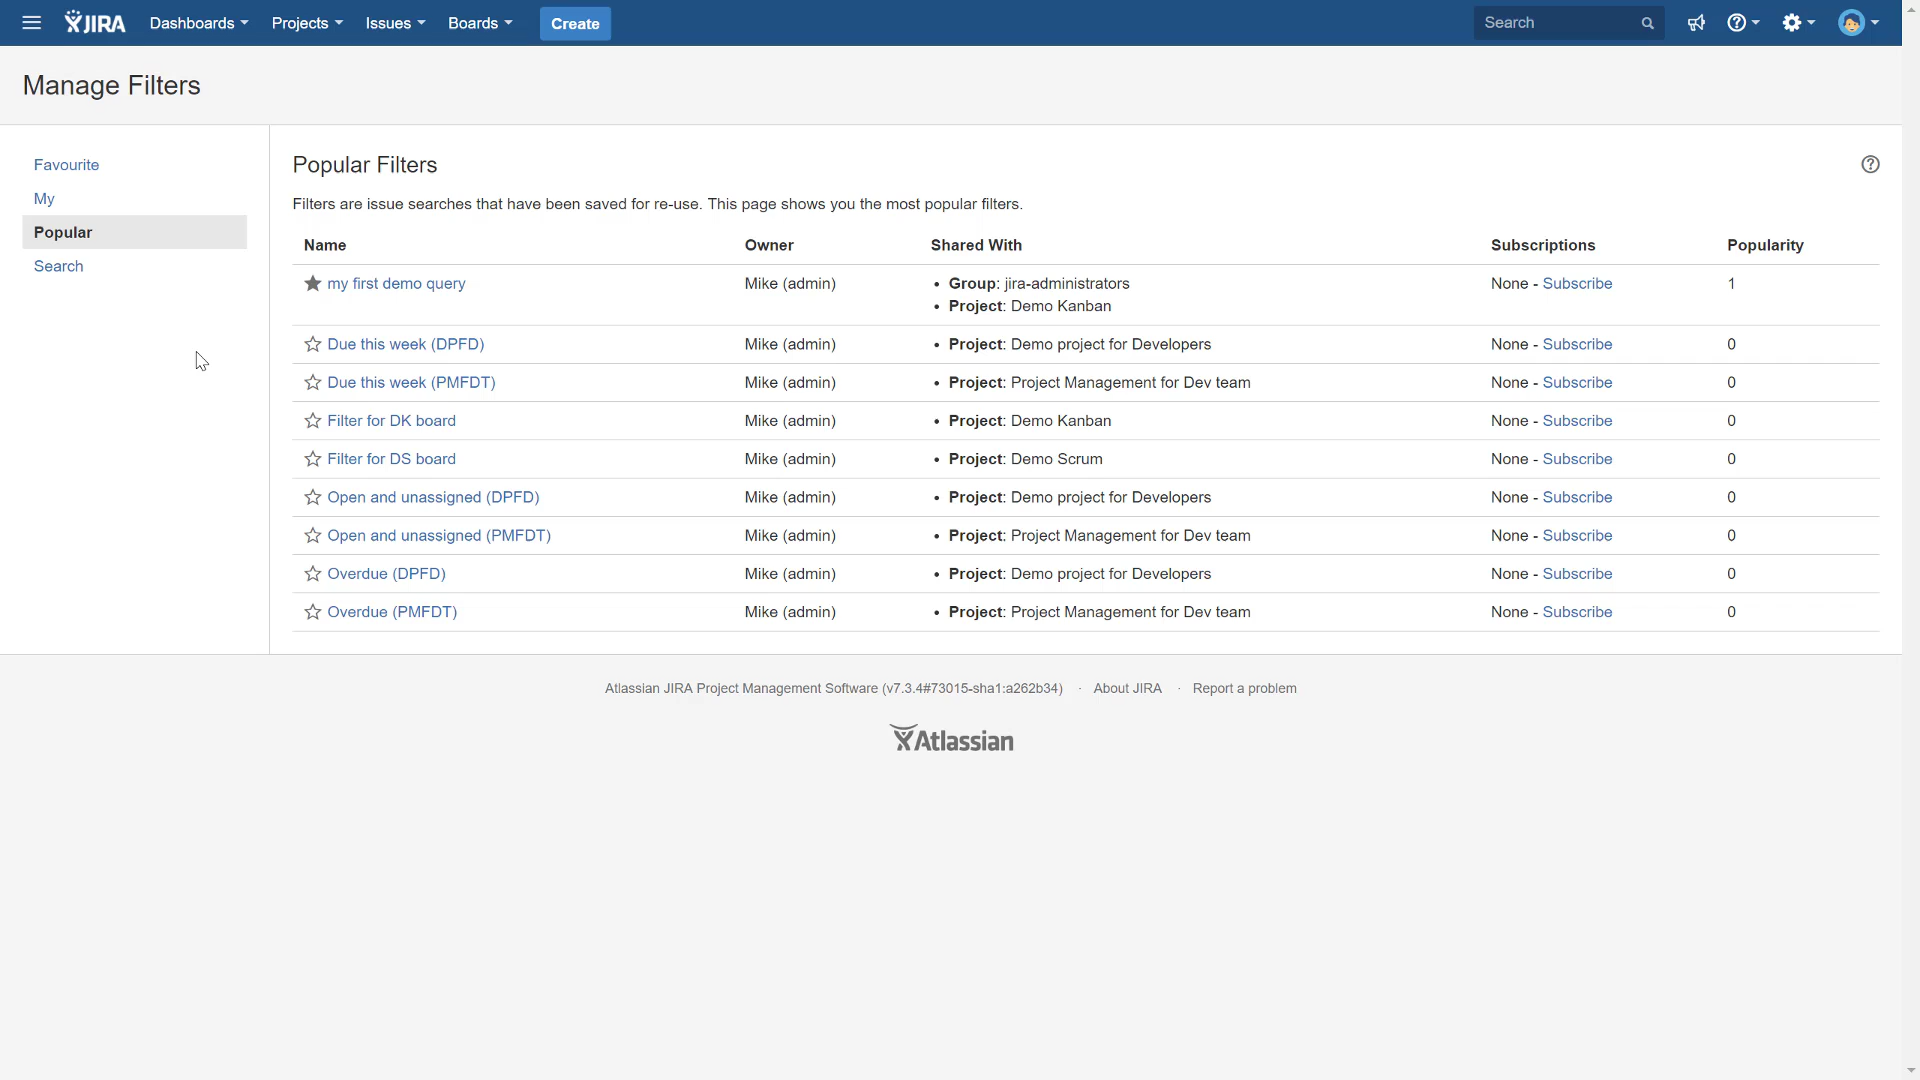 JIRA Dashboards Projects Issues Boards Create Search
Manage Filters
Favourite
My
Popular
Search
Popular Filters
Filters are issue searches that have been saved for re-use. This page shows you the most popular filters.
Name Owner Shared With Subscriptions Popularity
my first demo query Mike (admin) • Group: jira-administrators None - Subscribe 1
• Project: Demo Kanban
Due this week (DPFD) Mike (admin) • Project: Demo project for Developers None - Subscribe 0
Due this week (PMFDT) Mike (admin) • Project: Project Management for Dev team None - Subscribe 0
Filter for DK board Mike (admin) • Project: Demo Kanban None - Subscribe 0
Filter for DS board Mike (admin) • Project: Demo Scrum None - Subscribe 0
Open and unassigned (DPFD) Mike (admin) • Project: Demo project for Developers None - Subscribe 0
Open and unassigned (PMFDT) Mike (admin) • Project: Project Management for Dev team None - Subscribe 0
Overdue (DPFD) Mike (admin) • Project: Demo project for Developers None - Subscribe 0
Overdue (PMFDT) Mike (admin) • Project: Project Management for Dev team None - Subscribe 0
Atlassian JIRA Project Management Software (v7.3.4#73015-sha1:a262b34) · About JIRA · Report a problem
Atlassian